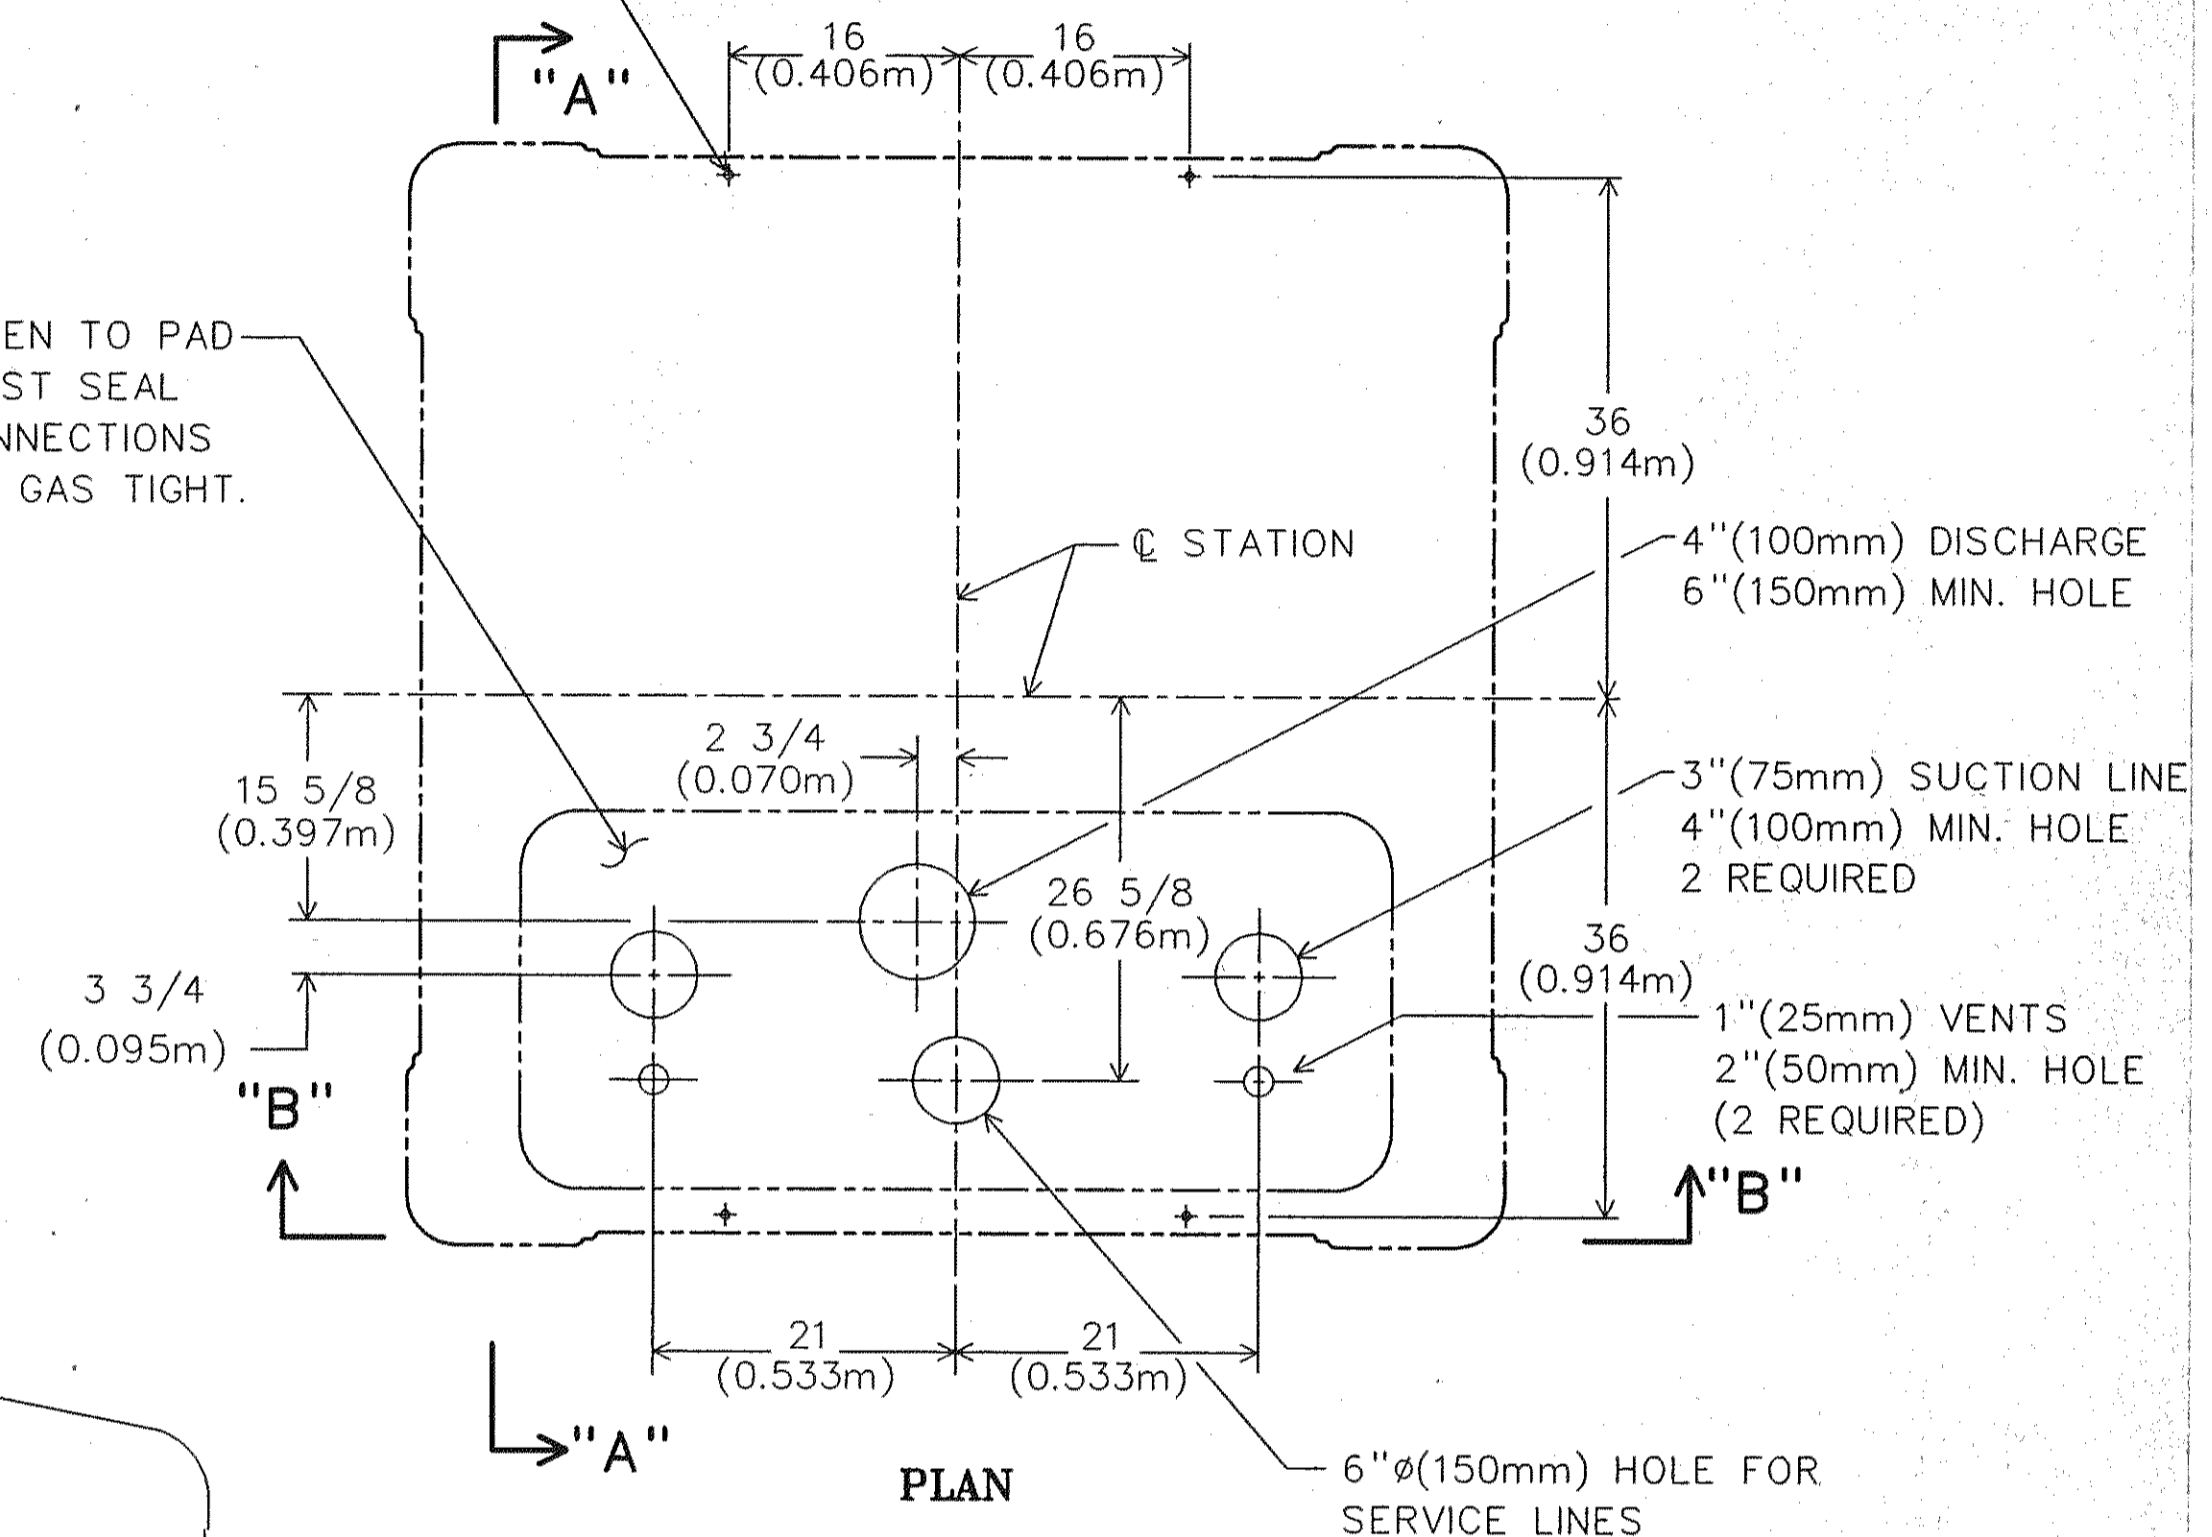 16
(0.406m)
16
(0.406m)
"A"
EN TO PAD
ST SEAL
NNECTIONS
GAS TIGHT.
36
(0.914m)
℄ STATION
4"(100mm) DISCHARGE
6"(150mm) MIN. HOLE
2 3/4
(0.070m)
15 5/8
(0.397m)
3"(75mm) SUCTION LINE
4"(100mm) MIN. HOLE
2 REQUIRED
26 5/8
(0.676m)
36
(0.914m)
3 3/4
(0.095m)
1"(25mm) VENTS
2"(50mm) MIN. HOLE
(2 REQUIRED)
"B"
"B"
21
(0.533m)
21
(0.533m)
"A"
PLAN
6"ø(150mm) HOLE FOR
SERVICE LINES